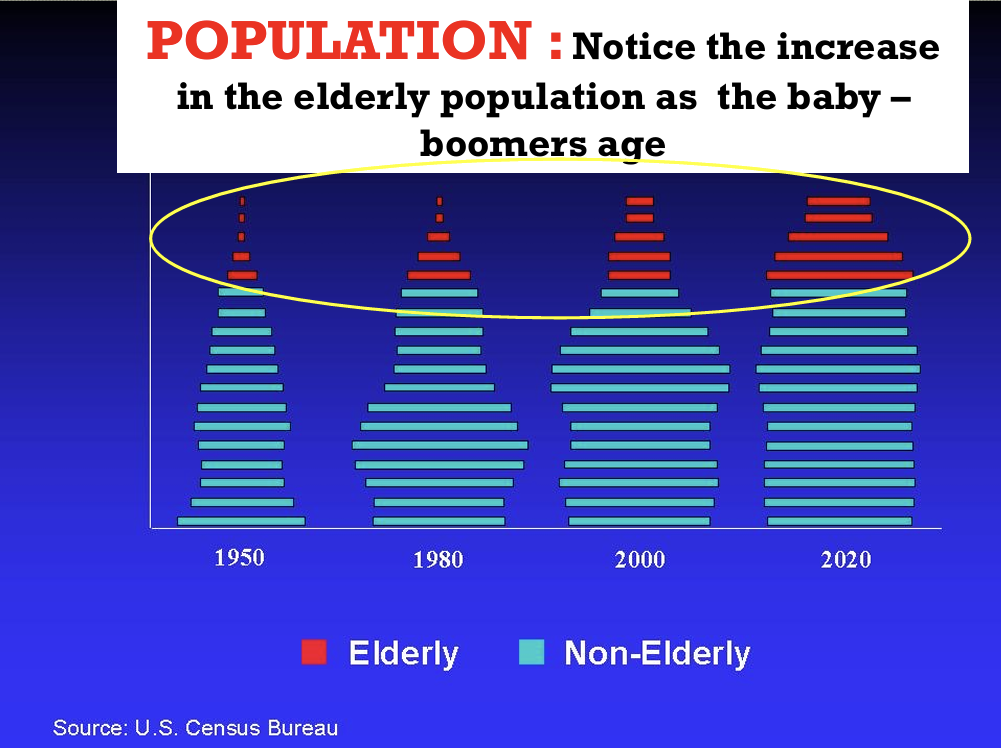 POPULATION : Notice the increase
in the elderly population as the baby –
boomers age
1950 1980 2000 2020
Elderly Non-Elderly
Source: U.S. Census Bureau